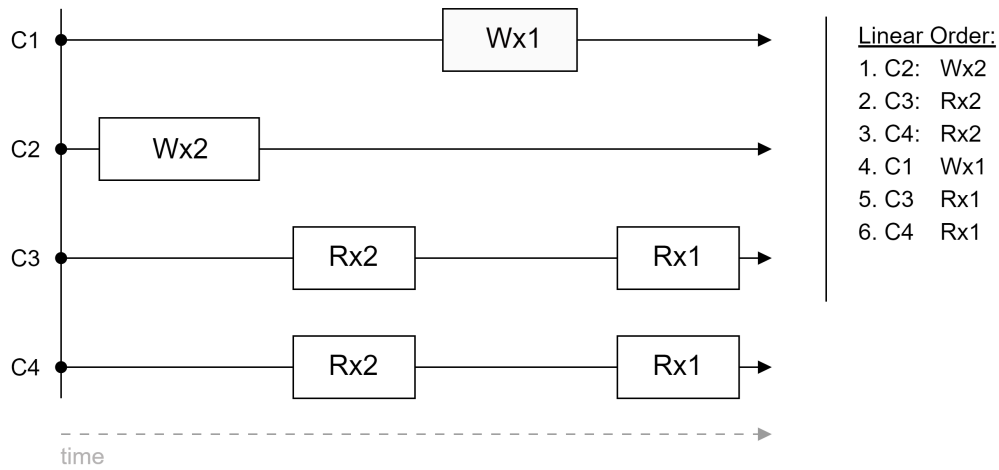 C1
Wx1
C2
Wx2
C3
Rx2
Rx1
C4
Rx2
Rx1
time
Linear Order:
1. C2: Wx2
2. C3: Rx2
3. C4: Rx2
4. C1 Wx1
5. C3 Rx1
6. C4 Rx1